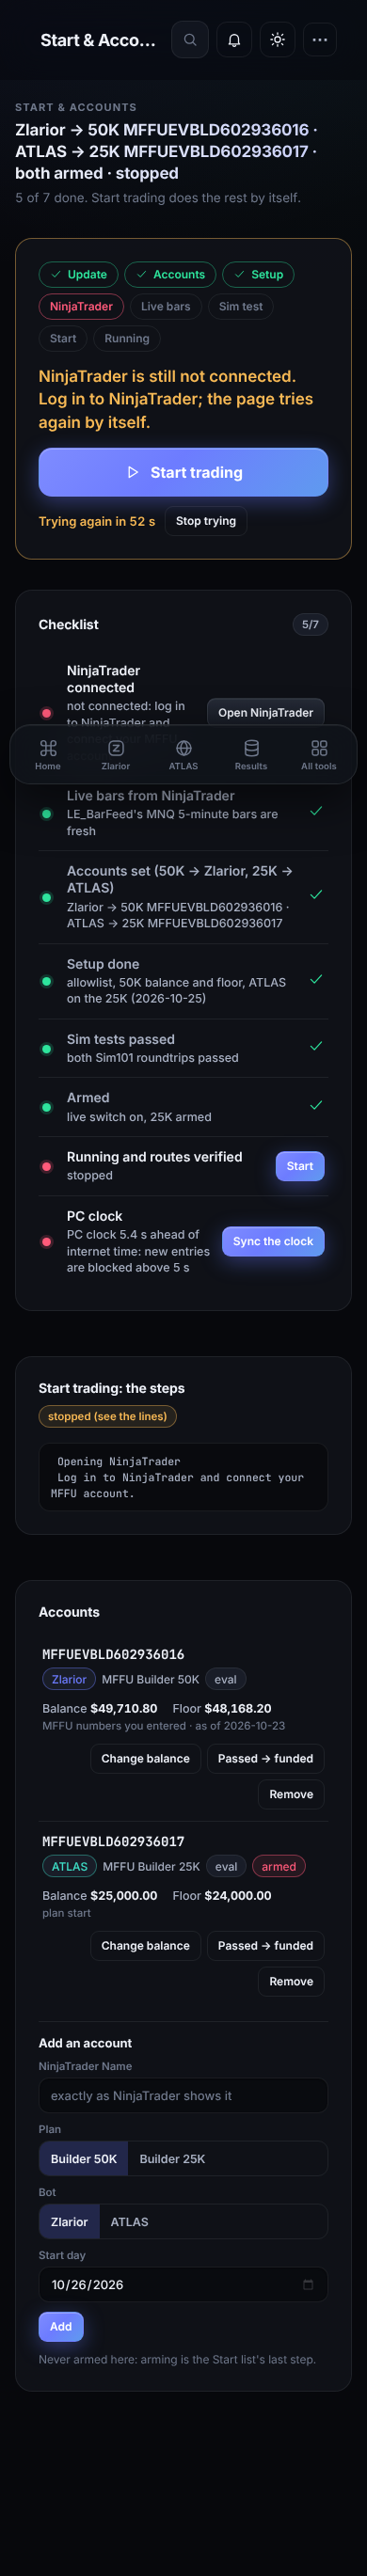 Start & Acco...
START & ACCOUNTS
Zlarior → 50K MFFUEVBLD602936016 ·
ATLAS → 25K MFFUEVBLD602936017 ·
both armed · stopped
5 of 7 done. Start trading does the rest by itself.
Update
Accounts
Setup
NinjaTrader
Live bars
Sim test
Start
Running
NinjaTrader is still not connected.
Log in to NinjaTrader; the page tries
again by itself.
Start trading
Trying again in 52 s
Stop trying
Checklist
5/7
NinjaTrader
connected
not connected: log in
to NinjaTrader and
Open NinjaTrader
Home
Zlarior
ATLAS
Results
All tools
Live bars from NinjaTrader
LE_BarFeed's MNQ 5-minute bars are
fresh
Accounts set (50K → Zlarior, 25K →
ATLAS)
Zlarior → 50K MFFUEVBLD602936016 ·
ATLAS → 25K MFFUEVBLD602936017
Setup done
allowlist, 50K balance and floor, ATLAS
on the 25K (2026-10-25)
Sim tests passed
both Sim101 roundtrips passed
Armed
live switch on, 25K armed
Running and routes verified
stopped
Start
PC clock
PC clock 5.4 s ahead of
internet time: new entries
are blocked above 5 s
Sync the clock
Start trading: the steps
stopped (see the lines)
Opening NinjaTrader
Log in to NinjaTrader and connect your
MFFU account.
Accounts
MFFUEVBLD602936016
Zlarior MFFU Builder 50K eval
Balance $49,710.80 Floor $48,168.20
MFFU numbers you entered · as of 2026-10-23
Change balance
Passed → funded
Remove
MFFUEVBLD602936017
ATLAS MFFU Builder 25K eval armed
Balance $25,000.00 Floor $24,000.00
plan start
Change balance
Passed → funded
Remove
Add an account
NinjaTrader Name
exactly as NinjaTrader shows it
Plan
Builder 50K Builder 25K
Bot
Zlarior ATLAS
Start day
10/26/2026
Add
Never armed here: arming is the Start list's last step.